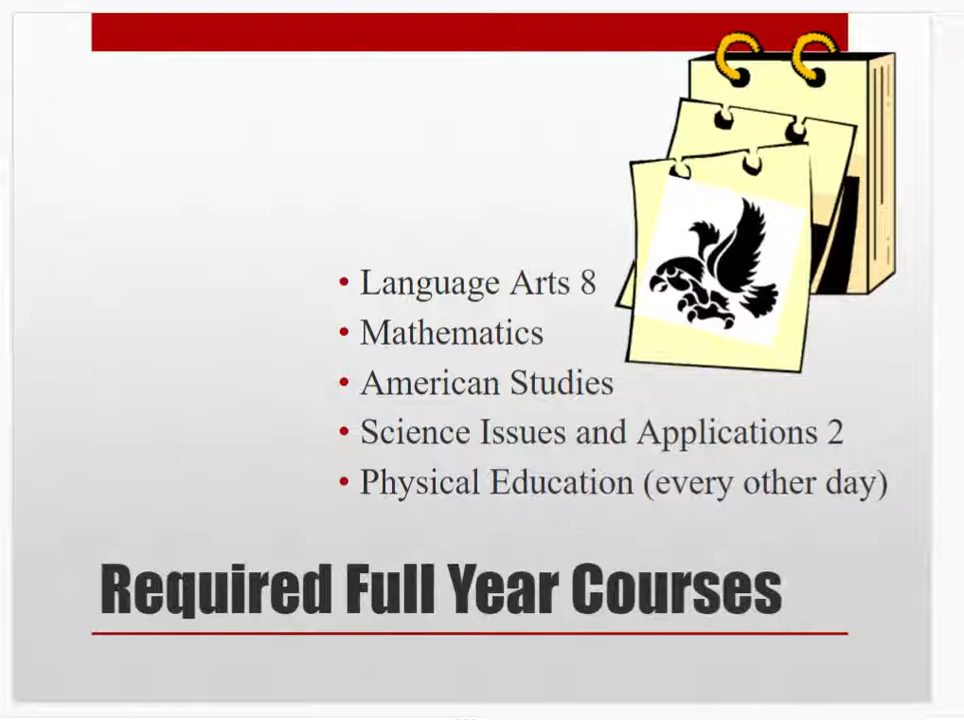 • Language Arts 8
• Mathematics
• American Studies
• Science Issues and Applications 2
• Physical Education (every other day)
Required Full Year Courses